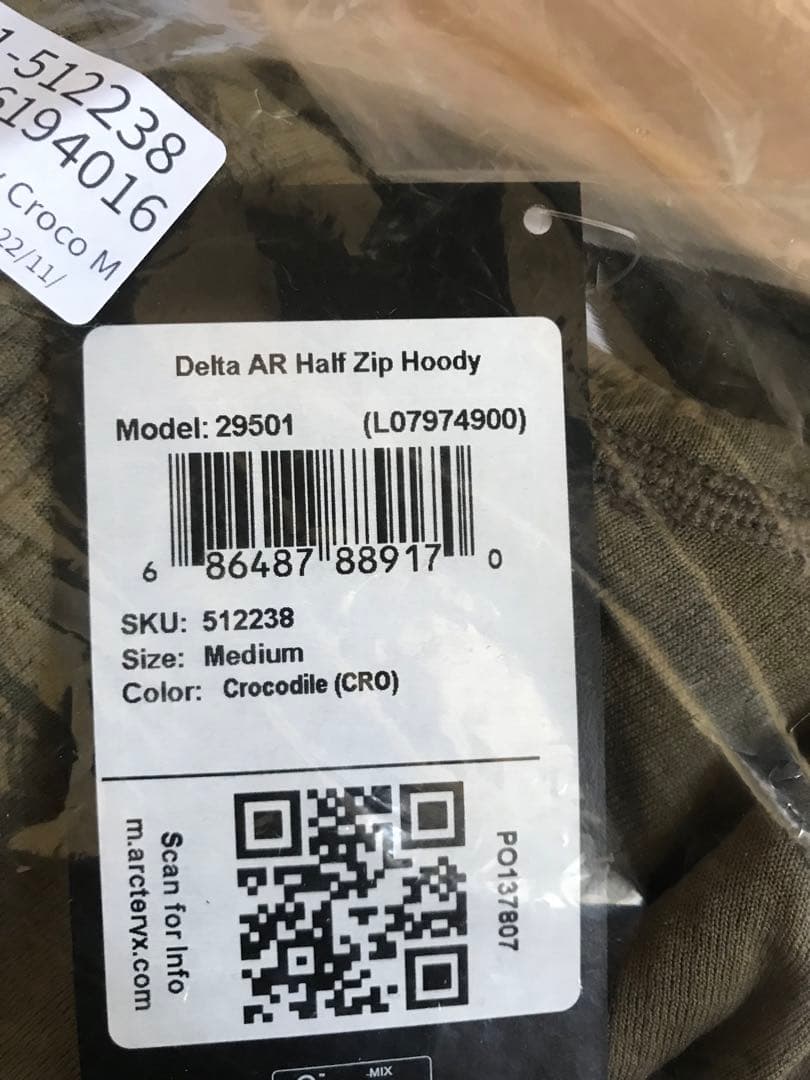 1-512238
6194016
Croco M
22/11/
Delta AR Half Zip Hoody
Model: 29501 (L07974900)
6 86487 88917 0
SKU: 512238
Size: Medium
Color: Crocodile (CRO)
Scan for Info
m.arcteryx.com
PO137807
MIX